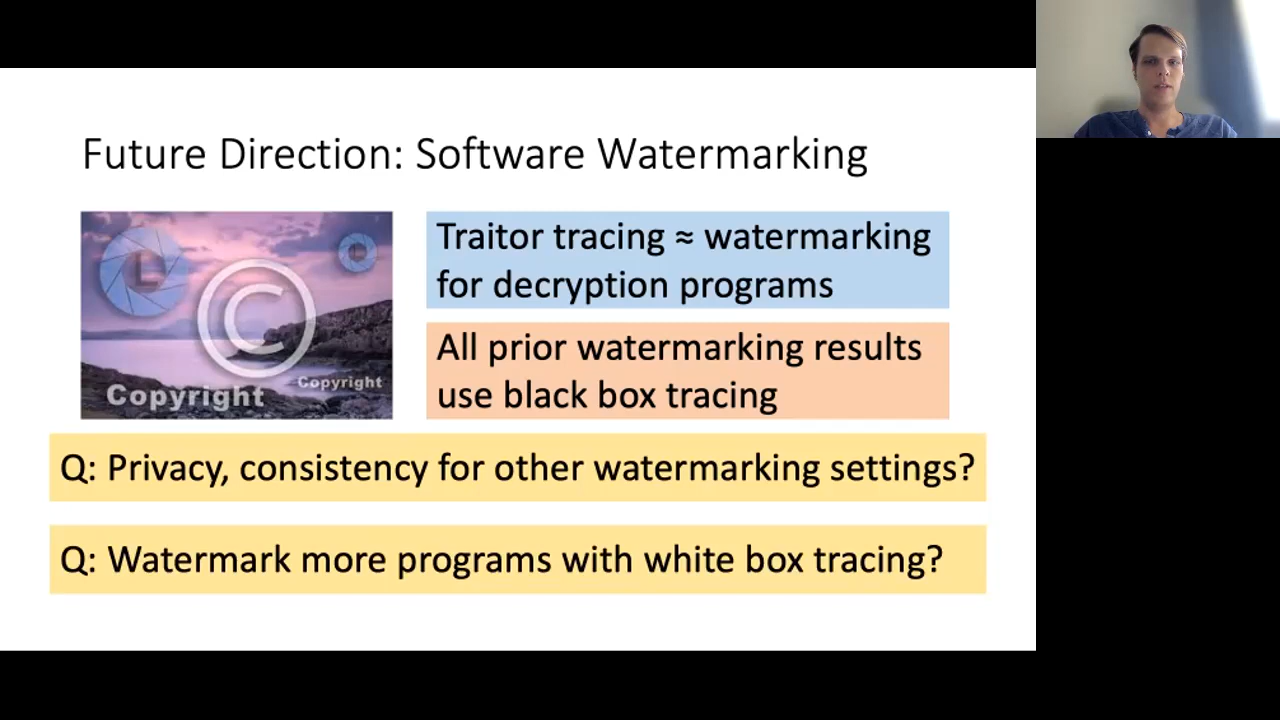 Future Direction: Software Watermarking
Traitor tracing ≈ watermarking
for decryption programs
All prior watermarking results
use black box tracing
L
©
Copyright
Copyright
Q: Privacy, consistency for other watermarking settings?
Q: Watermark more programs with white box tracing?